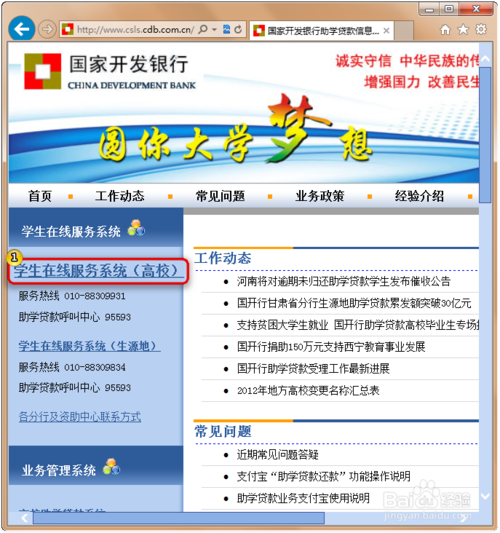 http://www.csls.cdb.com.cn/
国家开发银行助学贷款信息...
国家开发银行
CHINA DEVELOPMENT BANK
诚实守信 中华民族的传
增强国力 改善民生
圆你大学梦想
首页
工作动态
常见问题
业务政策
经验介绍
学生在线服务系统
1
学生在线服务系统（高校）
服务热线 010-88309931
助学贷款呼叫中心 95593
学生在线服务系统（生源地）
服务热线 010-88309834
助学贷款呼叫中心 95593
各分行及资助中心联系方式
业务管理系统
工作动态
河南将对逾期未归还助学贷款学生发布催收公告
国开行甘肃省分行生源地助学贷款累发额突破30亿元
支持贫困大学生就业 国开行助学贷款高校毕业生专场招
国开行捐助150万元支持西宁教育事业发展
国开行助学贷款受理工作最新进展
2012年地方高校变更名称汇总表
常见问题
近期常见问题答疑
支付宝“助学贷款还款”功能操作说明
助学贷款业务支付宝使用说明
Baidu经验
jingyan.baidu.com